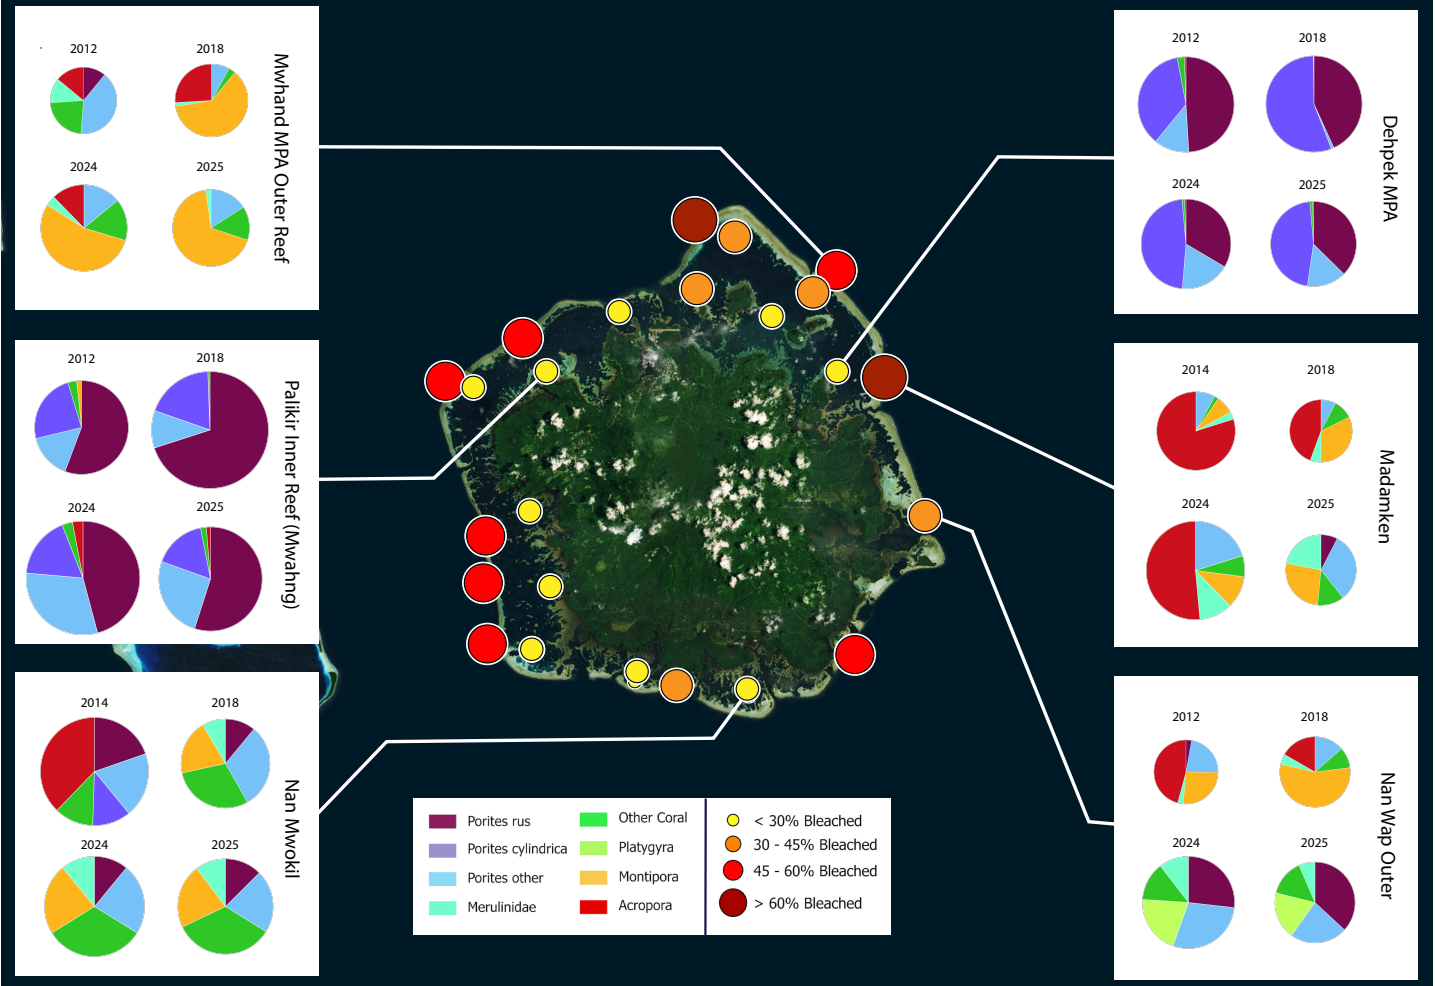 2012
2018
2024
2025
Mwhand MPA Outer Reef
2012
2018
2024
2025
Palikir Inner Reef (Mwahng)
2014
2018
2024
2025
Nan Mwokil
2012
2018
2024
2025
Dehpek MPA
2014
2018
2024
2025
Madamken
2012
2018
2024
2025
Nan Wap Outer
Porites rus
Porites cylindrica
Porites other
Merulinidae
Other Coral
Platygyra
Montipora
Acropora
< 30% Bleached
30 - 45% Bleached
45 - 60% Bleached
> 60% Bleached